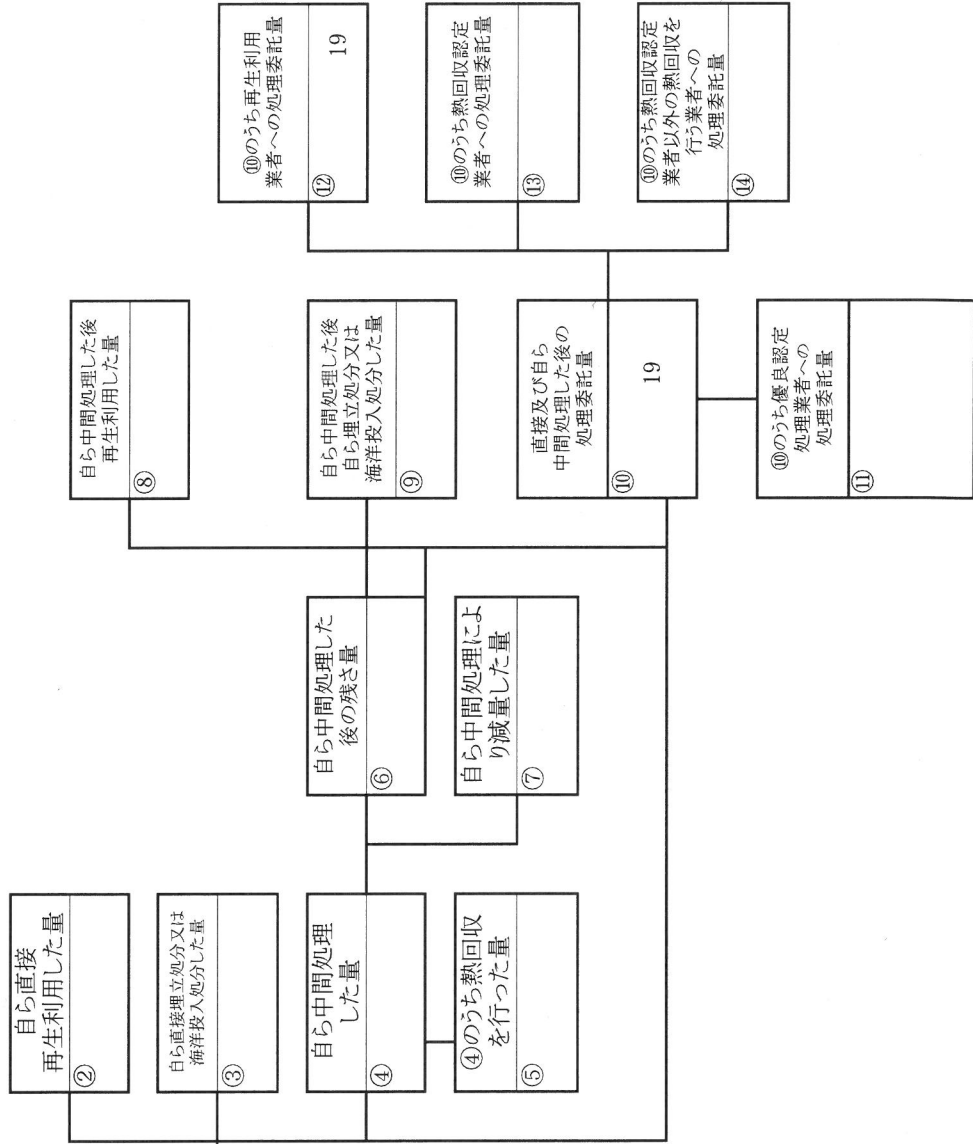 自ら直接
再生利用した量
②
自ら直接埋立処分又は
海洋投入処分した量
③
自ら中間処理
した量
④
④のうち熱回収
を行った量
⑤
自ら中間処理した
後の残さ量
⑥
自ら中間処理によ
り減量した量
⑦
自ら中間処理した後
再生利用した量
⑧
自ら中間処理した後
自ら埋立処分又は
海洋投入処分した量
⑨
直接及び自ら
中間処理した後の
処理委託量
⑩
19
⑩のうち優良認定
処理業者への
処理委託量
⑪
⑩のうち再生利用
業者への処理委託量
⑫
19
⑩のうち熱回収認定
業者への処理委託量
⑬
⑩のうち熱回収認定
業者以外の熱回収を
行う業者への
処理委託量
⑭